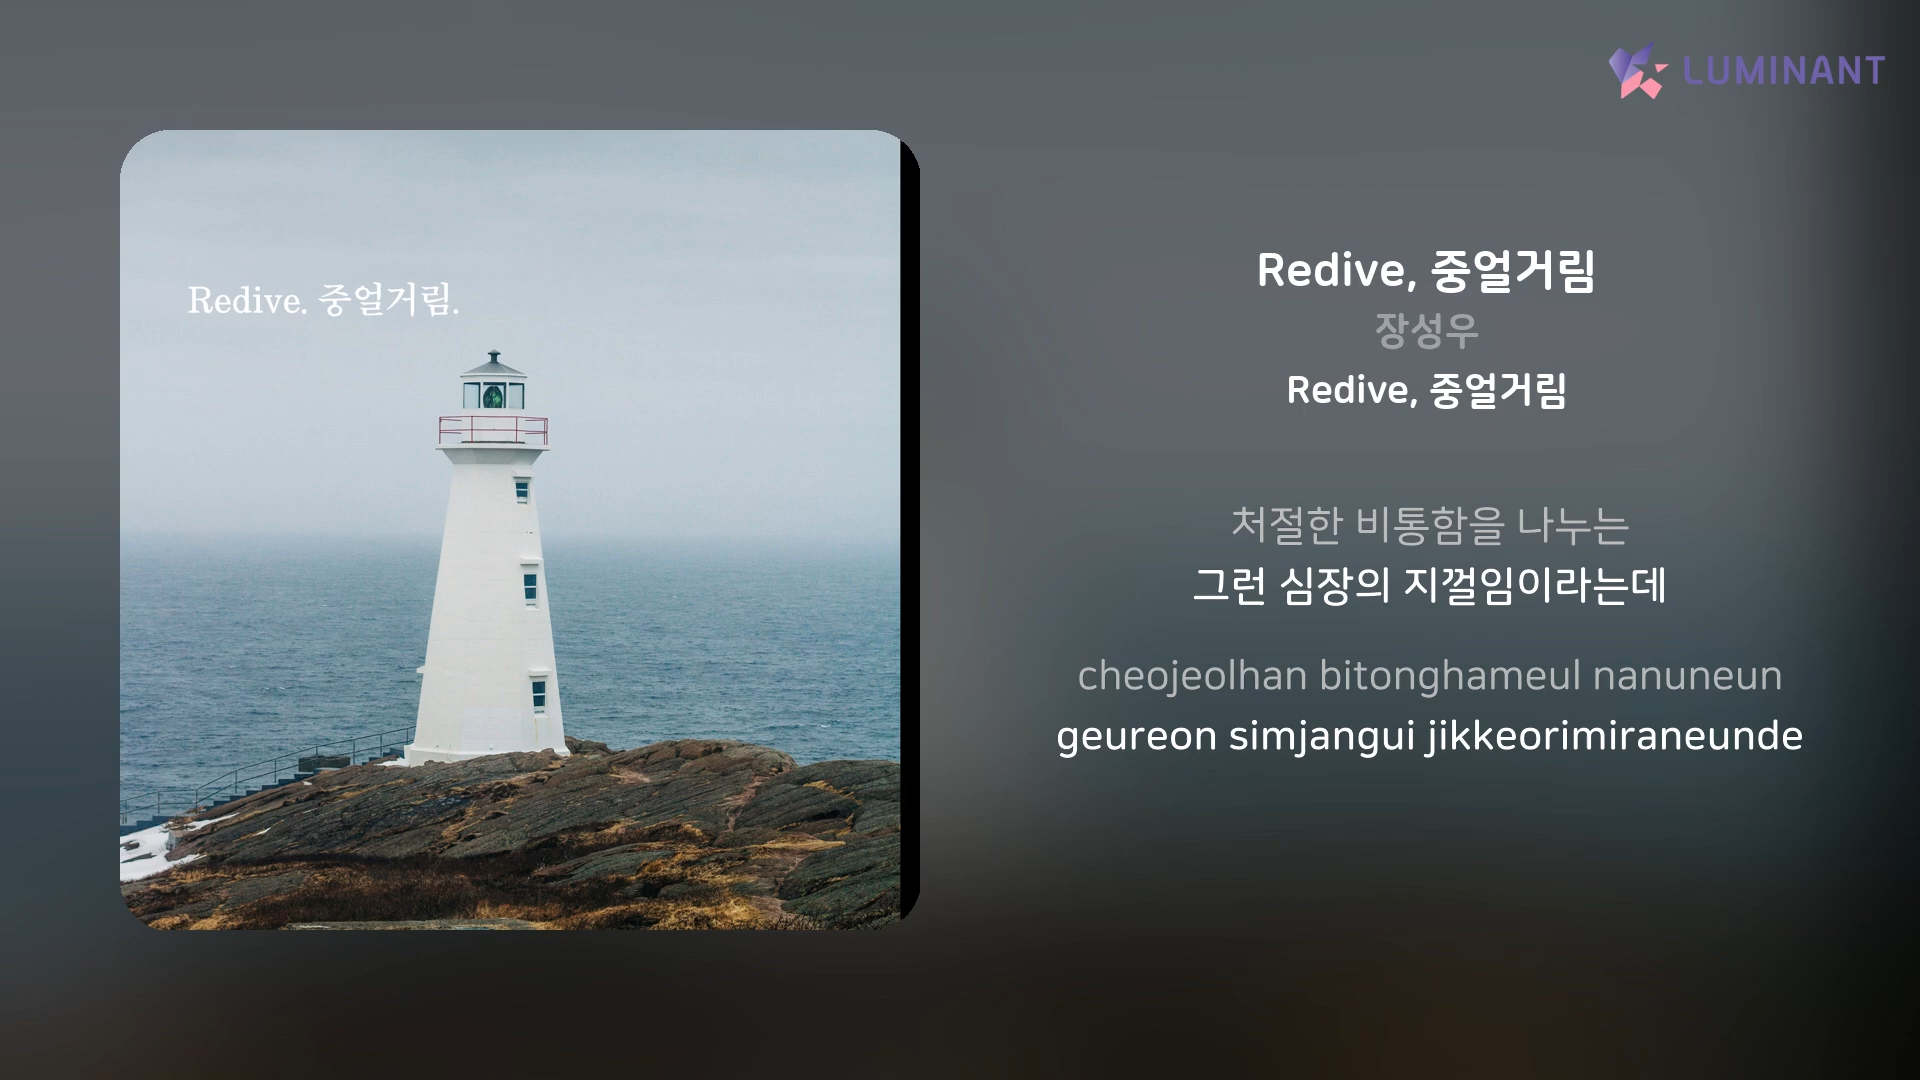 LUMINANT
Redive. 중얼거림.
Redive, 중얼거림
장성우
Redive, 중얼거림
처절한 비통함을 나누는
그런 심장의 지껄임이라는데
cheojeolhan bitonghameul nanuneun
geureon simjangui jikkeorimiraneunde